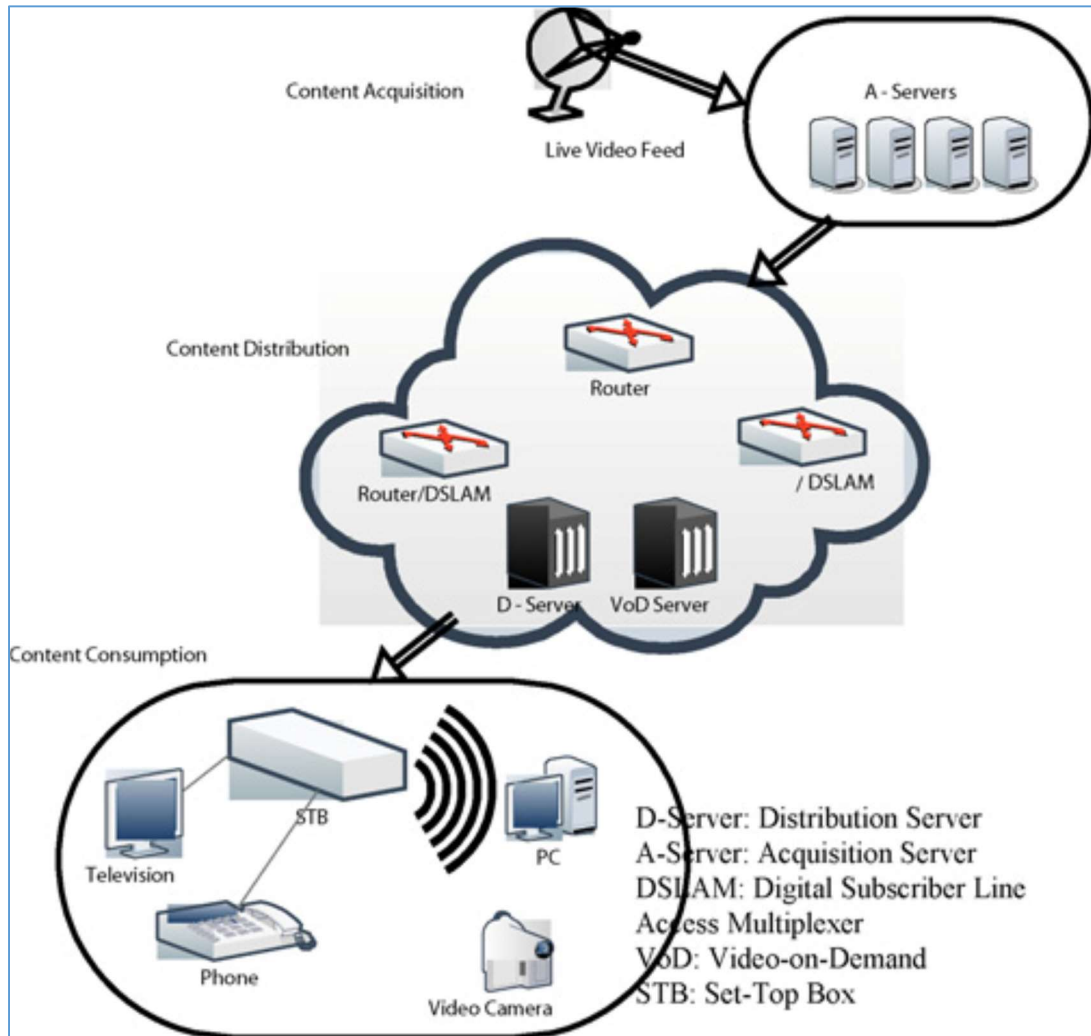 Content Acquisition
A - Servers
Live Video Feed
Content Distribution
Router
Router/DSLAM
/ DSLAM
D - Server
VoD Server
Content Consumption
STB
Television
PC
Phone
Video Camera
D-Server: Distribution Server
A-Server: Acquisition Server
DSLAM: Digital Subscriber Line
Access Multiplexer
VoD: Video-on-Demand
STB: Set-Top Box